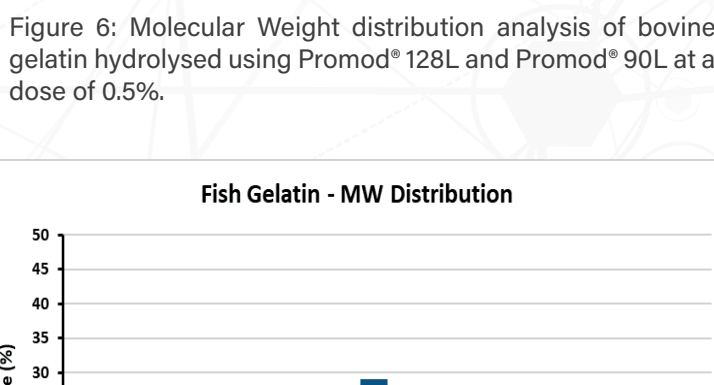 Figure 6: Molecular Weight distribution analysis of bovine
gelatin hydrolysed using Promod® 128L and Promod® 90L at a
dose of 0.5%.
Fish Gelatin - MW Distribution
50
45
40
35
30
(%)